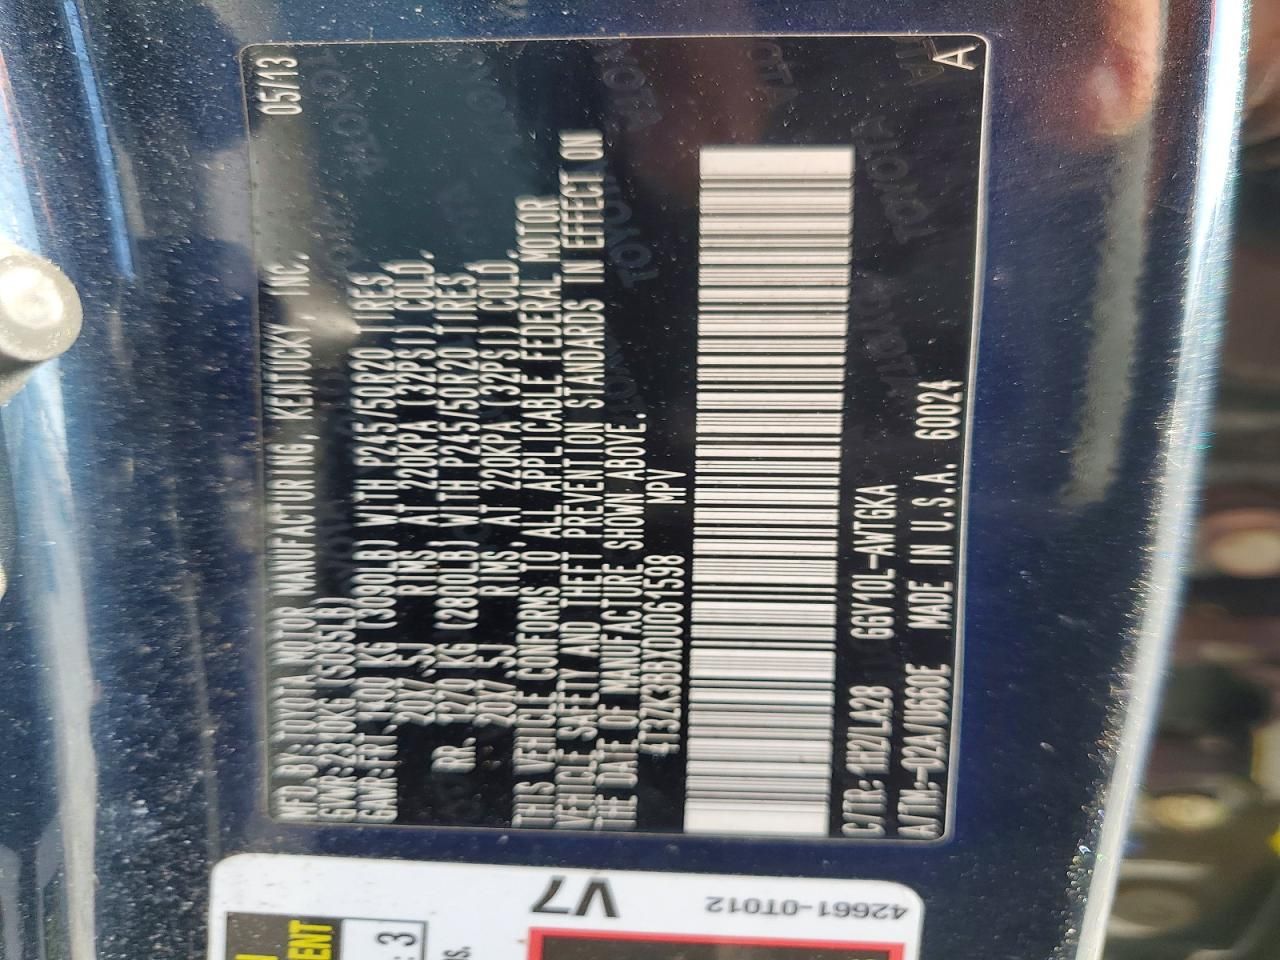 MFD BY:TOYOTA MOTOR MANUFACTURING, KENTUCKY , INC. 05/13
GVWR:2310KG (5095LB)
GAWR:FRT.1400 KG (3090LB) WITH P245/50R20 TIRES,
20X7.5J RIMS AT 220KPA (32PSI) COLD.
RR. 1270 KG (2800LB) WITH P245/50R20 TIRES,
20X7.5J RIMS AT 220KPA (32PSI) COLD.
THIS VEHICLE CONFORMS TO ALL APPLICABLE FEDERAL MOTOR
VEHICLE SAFETY AND THEFT PREVENTION STANDARDS IN EFFECT ON
THE DATE OF MANUFACTURE SHOWN ABOVE.
4T3ZK3BBXDU061598 MPV
C/TR:1H2/LA28 GGV10L-AWTGKA
A/TM:-02A/U660E MADE IN U.S.A. 60024
A
42661-0T012
V7
ENT
: 3
ns.